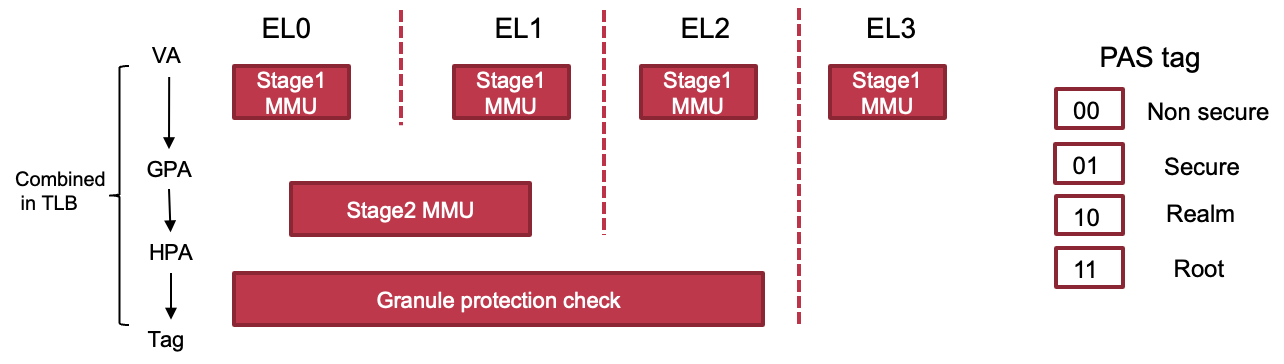 EL0
EL1
EL2
EL3
VA
Stage1
MMU
Stage1
MMU
Stage1
MMU
Stage1
MMU
PAS tag
00 Non secure
01 Secure
10 Realm
11 Root
Combined
in TLB
GPA
Stage2 MMU
HPA
Granule protection check
Tag